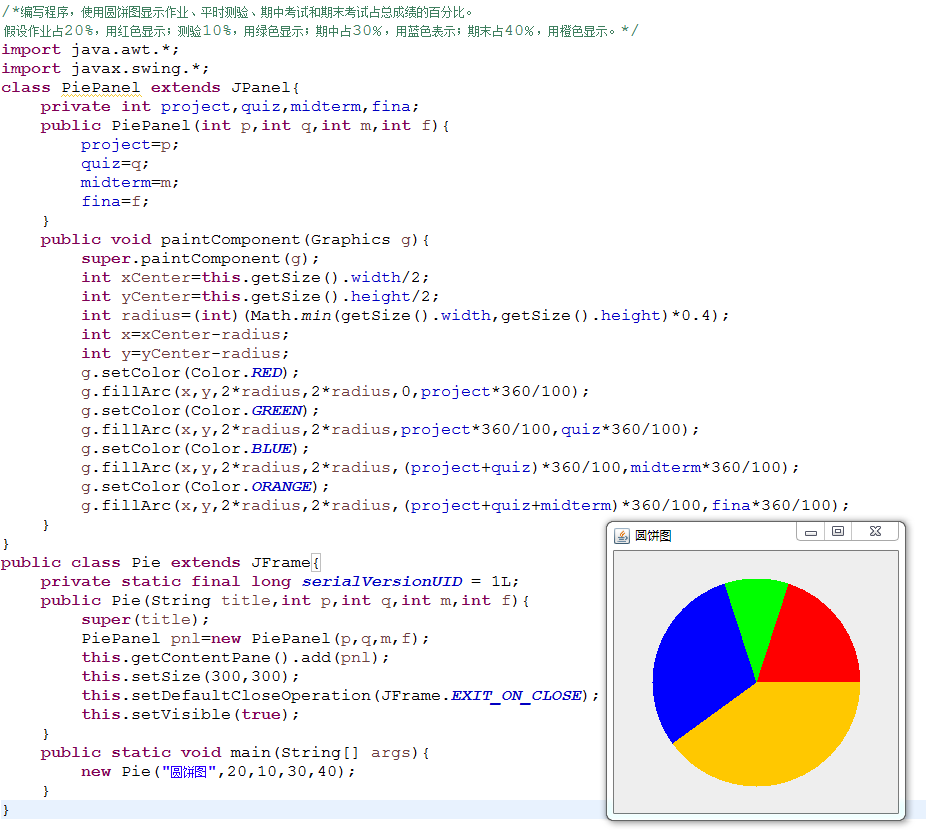 /*编写程序，使用圆饼图显示作业、平时测验、期中考试和期末考试占总成绩的百分比。
假设作业占20%，用红色显示；测验10%，用绿色显示；期中占30%，用蓝色表示；期末占40%，用橙色显示。*/
import java.awt.*;
import javax.swing.*;
class PiePanel extends JPanel{
    private int project,quiz,midterm,fina;
    public PiePanel(int p,int q,int m,int f){
        project=p;
        quiz=q;
        midterm=m;
        fina=f;
    }
    public void paintComponent(Graphics g){
        super.paintComponent(g);
        int xCenter=this.getSize().width/2;
        int yCenter=this.getSize().height/2;
        int radius=(int)(Math.min(getSize().width,getSize().height)*0.4);
        int x=xCenter-radius;
        int y=yCenter-radius;
        g.setColor(Color.RED);
        g.fillArc(x,y,2*radius,2*radius,0,project*360/100);
        g.setColor(Color.GREEN);
        g.fillArc(x,y,2*radius,2*radius,project*360/100,quiz*360/100);
        g.setColor(Color.BLUE);
        g.fillArc(x,y,2*radius,2*radius,(project+quiz)*360/100,midterm*360/100);
        g.setColor(Color.ORANGE);
        g.fillArc(x,y,2*radius,2*radius,(project+quiz+midterm)*360/100,fina*360/100);
    }
}
public class Pie extends JFrame{
    private static final long serialVersionUID = 1L;
    public Pie(String title,int p,int q,int m,int f){
        super(title);
        PiePanel pnl=new PiePanel(p,q,m,f);
        this.getContentPane().add(pnl);
        this.setSize(300,300);
        this.setDefaultCloseOperation(JFrame.EXIT_ON_CLOSE);
        this.setVisible(true);
    }
    public static void main(String[] args){
        new Pie("圆饼图",20,10,30,40);
    }
}
圆饼图